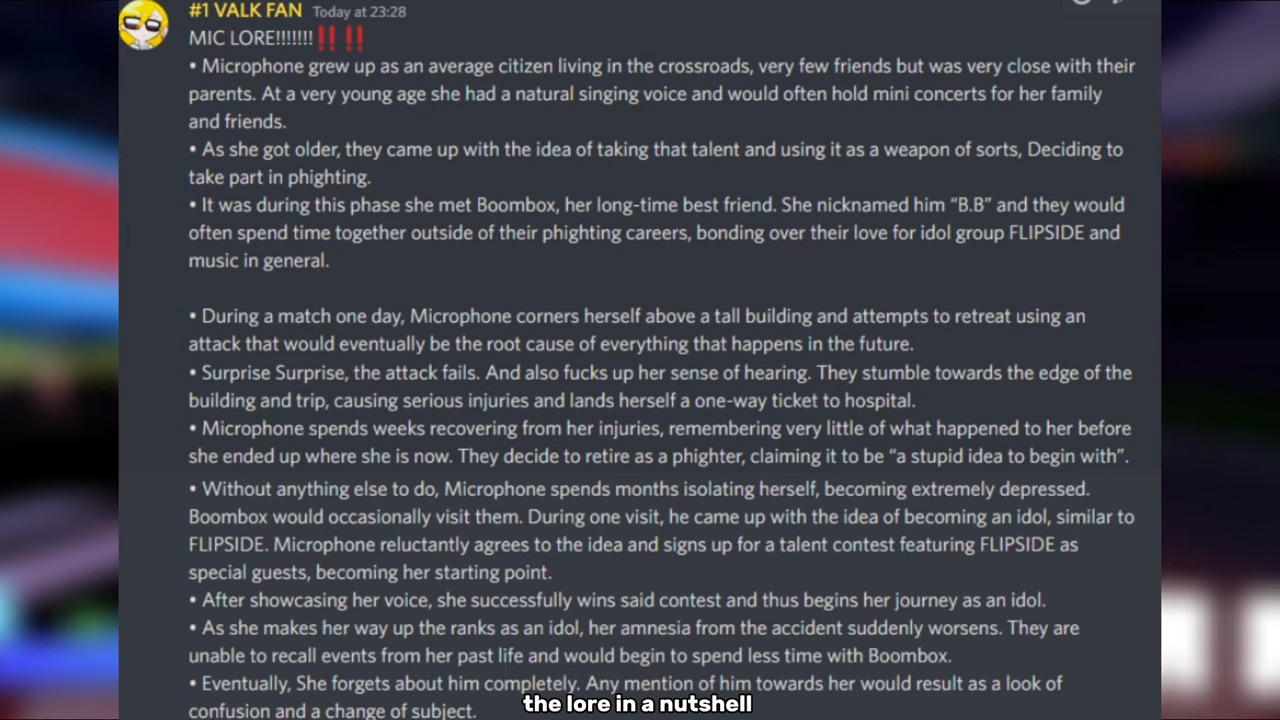 #1 VALK FAN Today at 23:28
MIC LORE!!!!!!!‼️ ‼️
• Microphone grew up as an average citizen living in the crossroads, very few friends but was very close with their
parents. At a very young age she had a natural singing voice and would often hold mini concerts for her family
and friends.
• As she got older, they came up with the idea of taking that talent and using it as a weapon of sorts, Deciding to
take part in phighting.
• It was during this phase she met Boombox, her long-time best friend. She nicknamed him “B.B” and they would
often spend time together outside of their phighting careers, bonding over their love for idol group FLIPSIDE and
music in general.
• During a match one day, Microphone corners herself above a tall building and attempts to retreat using an
attack that would eventually be the root cause of everything that happens in the future.
• Surprise Surprise, the attack fails. And also fucks up her sense of hearing. They stumble towards the edge of the
building and trip, causing serious injuries and lands herself a one-way ticket to hospital.
• Microphone spends weeks recovering from her injuries, remembering very little of what happened to her before
she ended up where she is now. They decide to retire as a phighter, claiming it to be “a stupid idea to begin with”.
• Without anything else to do, Microphone spends months isolating herself, becoming extremely depressed.
Boombox would occasionally visit them. During one visit, he came up with the idea of becoming an idol, similar to
FLIPSIDE. Microphone reluctantly agrees to the idea and signs up for a talent contest featuring FLIPSIDE as
special guests, becoming her starting point.
• After showcasing her voice, she successfully wins said contest and thus begins her journey as an idol.
• As she makes her way up the ranks as an idol, her amnesia from the accident suddenly worsens. They are
unable to recall events from her past life and would begin to spend less time with Boombox.
• Eventually, She forgets about him completely. Any mention of him towards her would result as a look of
confusion and a change of subject.
the lore in a nutshell